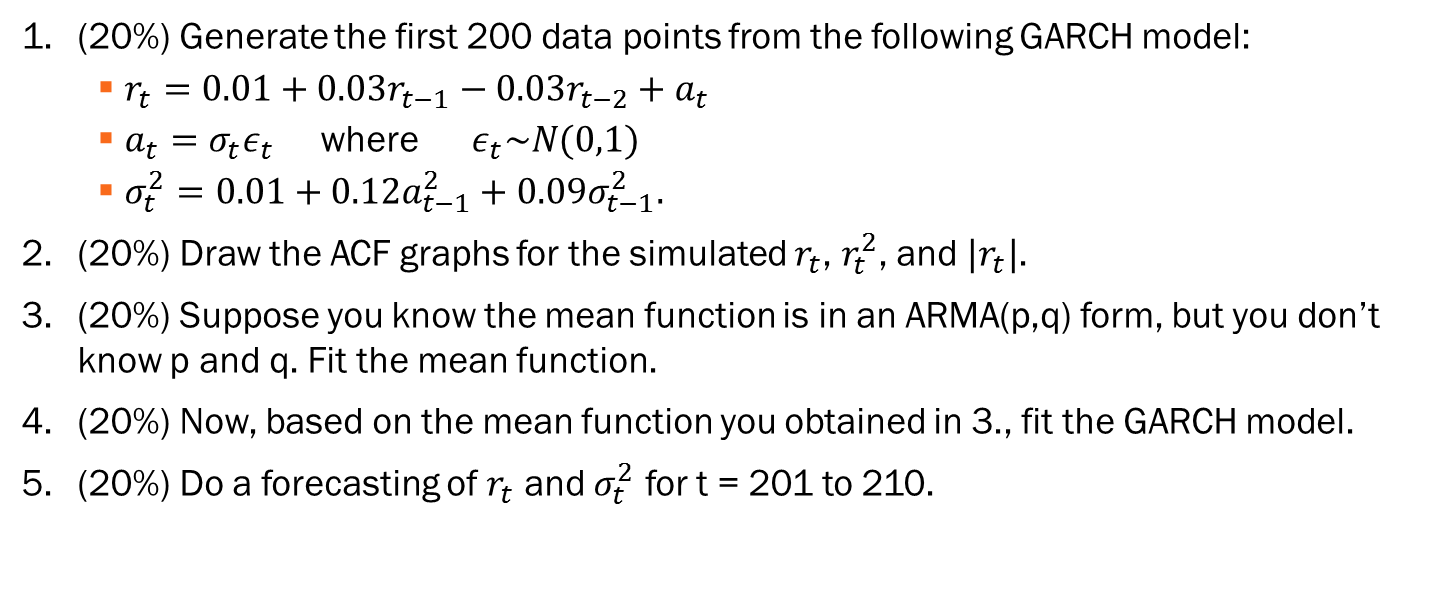 1. (20%) Generate the first 200 data points from the following GARCH model:
▪ r_t = 0.01 + 0.03r_{t−1} − 0.03r_{t−2} + a_t
▪ a_t = σ_t ϵ_t where ϵ_t~N(0,1)
▪ σ_t^2 = 0.01 + 0.12a_{t−1}^2 + 0.09σ_{t−1}^2.
2. (20%) Draw the ACF graphs for the simulated r_t, r_t^2, and |r_t|.
3. (20%) Suppose you know the mean function is in an ARMA(p,q) form, but you don’t
know p and q. Fit the mean function.
4. (20%) Now, based on the mean function you obtained in 3., fit the GARCH model.
5. (20%) Do a forecasting of r_t and σ_t^2 for t = 201 to 210.